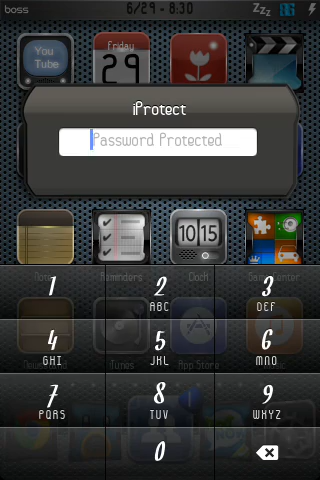 boss 6/29 - 8:30 zZz
You
Tube
friday
29
iProtect
Password Protected
10 15
Notes Reminders Clock Game Center
1 2 3
ABC DEF
4 5 6
GHI JKL MNO
iTunes App Store
7 8 9
PQRS TUV WXYZ
0